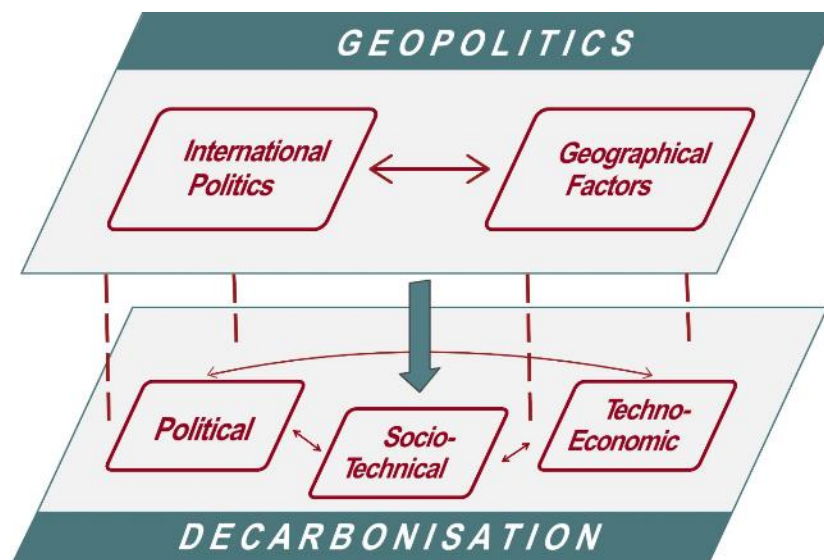 GEOPOLITICS
International
Politics
Geographical
Factors
Political
Socio-
Technical
Techno-
Economic
DECARBONISATION